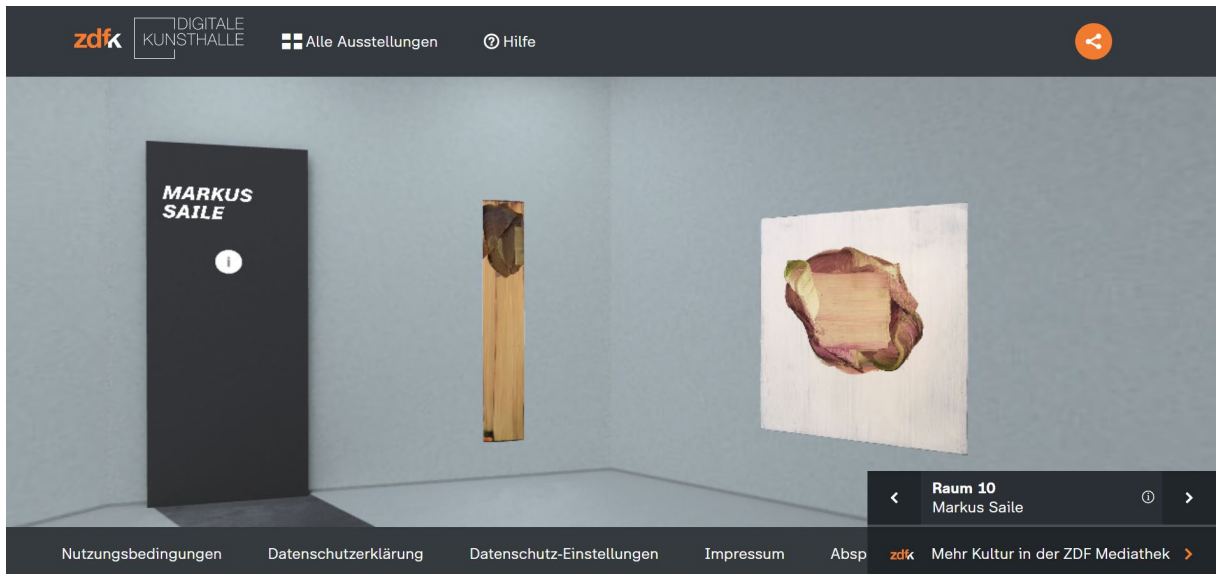 zdfk
DIGITALE
KUNSTHALLE
Alle Ausstellungen
Hilfe
MARKUS
SAILE
i
Raum 10
Markus Saile
Nutzungsbedingungen
Datenschutzerklärung
Datenschutz-Einstellungen
Impressum
Absp
zdfk
Mehr Kultur in der ZDF Mediathek